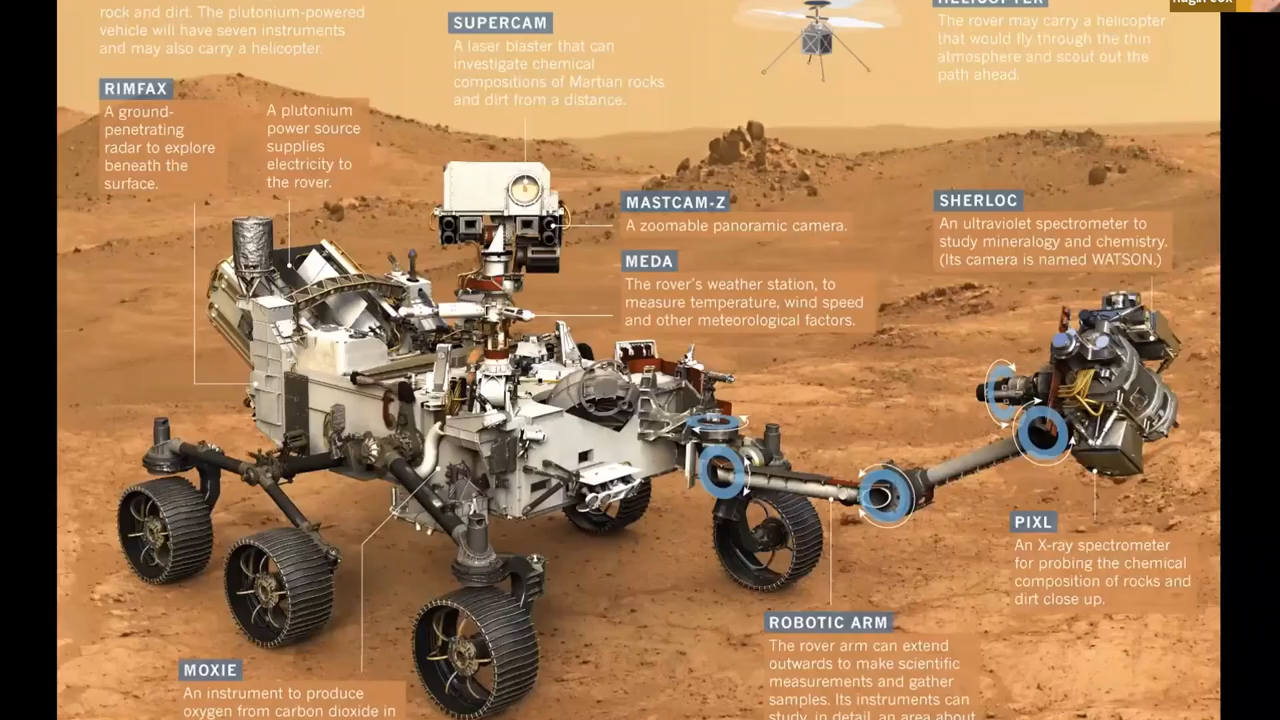 rock and dirt. The plutonium-powered
vehicle will have seven instruments
and may also carry a helicopter.
SUPERCAM
A laser blaster that can
investigate chemical
compositions of Martian rocks
and dirt from a distance.
HELICOPTER
The rover may carry a helicopter
that would fly through the thin
atmosphere and scout out the
path ahead.
RIMFAX
A ground-
penetrating
radar to explore
beneath the
surface.
A plutonium
power source
supplies
electricity to
the rover.
MASTCAM-Z
A zoomable panoramic camera.
MEDA
The rover's weather station, to
measure temperature, wind speed
and other meteorological factors.
SHERLOC
An ultraviolet spectrometer to
study mineralogy and chemistry.
(Its camera is named WATSON.)
PIXL
An X-ray spectrometer
for probing the chemical
composition of rocks and
dirt close up.
ROBOTIC ARM
The rover arm can extend
outwards to make scientific
measurements and gather
samples. Its instruments can
study, in detail, an area about
MOXIE
An instrument to produce
oxygen from carbon dioxide in